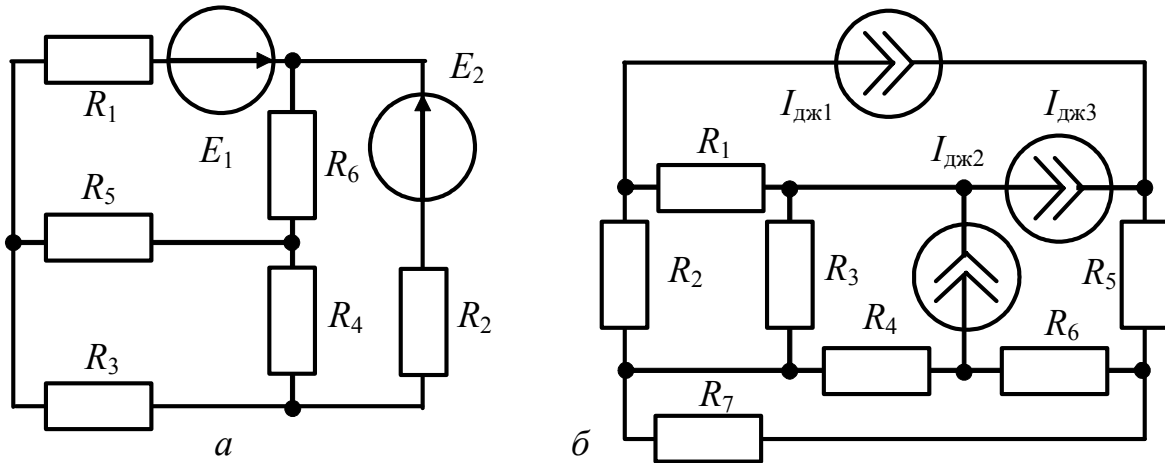 E₂
R₁
E₁
R₆
R₅
R₄
R₂
R₃
а
Iдж1
Iдж3
R₁
Iдж2
R₂
R₃
R₅
R₄
R₆
R₇
б